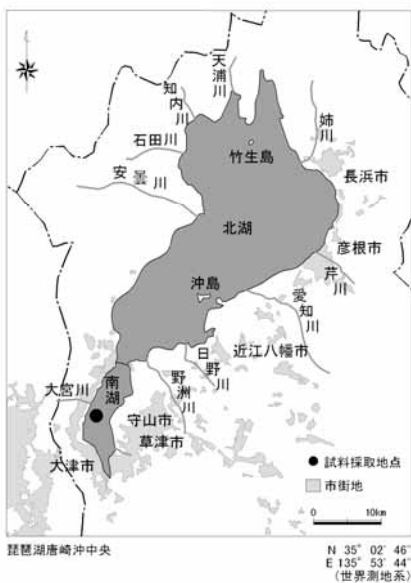 天浦川
知内川
石田川
姉川
竹生島
長浜市
安曇川
北湖
彦根市
芹川
沖島
愛知川
近江八幡市
日野川
野洲川
南湖
大宮川
守山市
草津市
大津市
試料採取地点
市街地
0 10km
琵琶湖唐崎沖中央
N 35° 02' 46"
E 135° 53' 44"
(世界測地系)